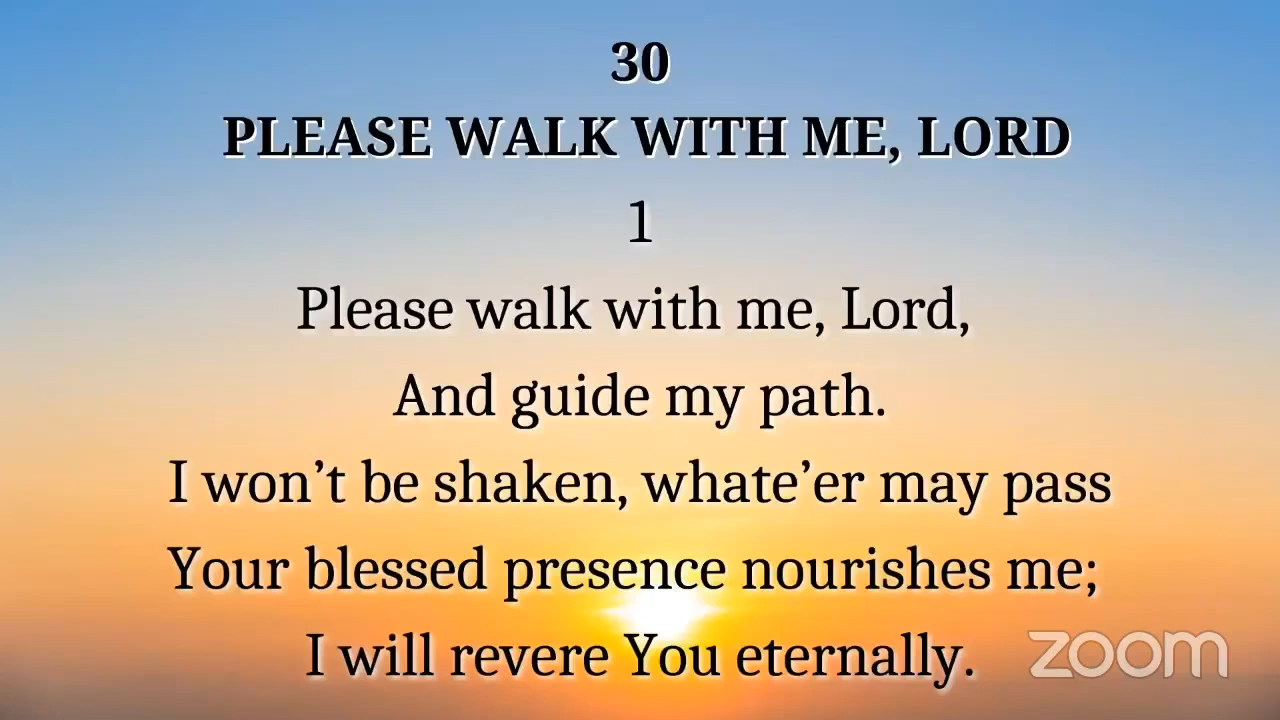 30
PLEASE WALK WITH ME, LORD
1
Please walk with me, Lord,
And guide my path.
I won’t be shaken, whate’er may pass
Your blessed presence nourishes me;
I will revere You eternally.
zoom